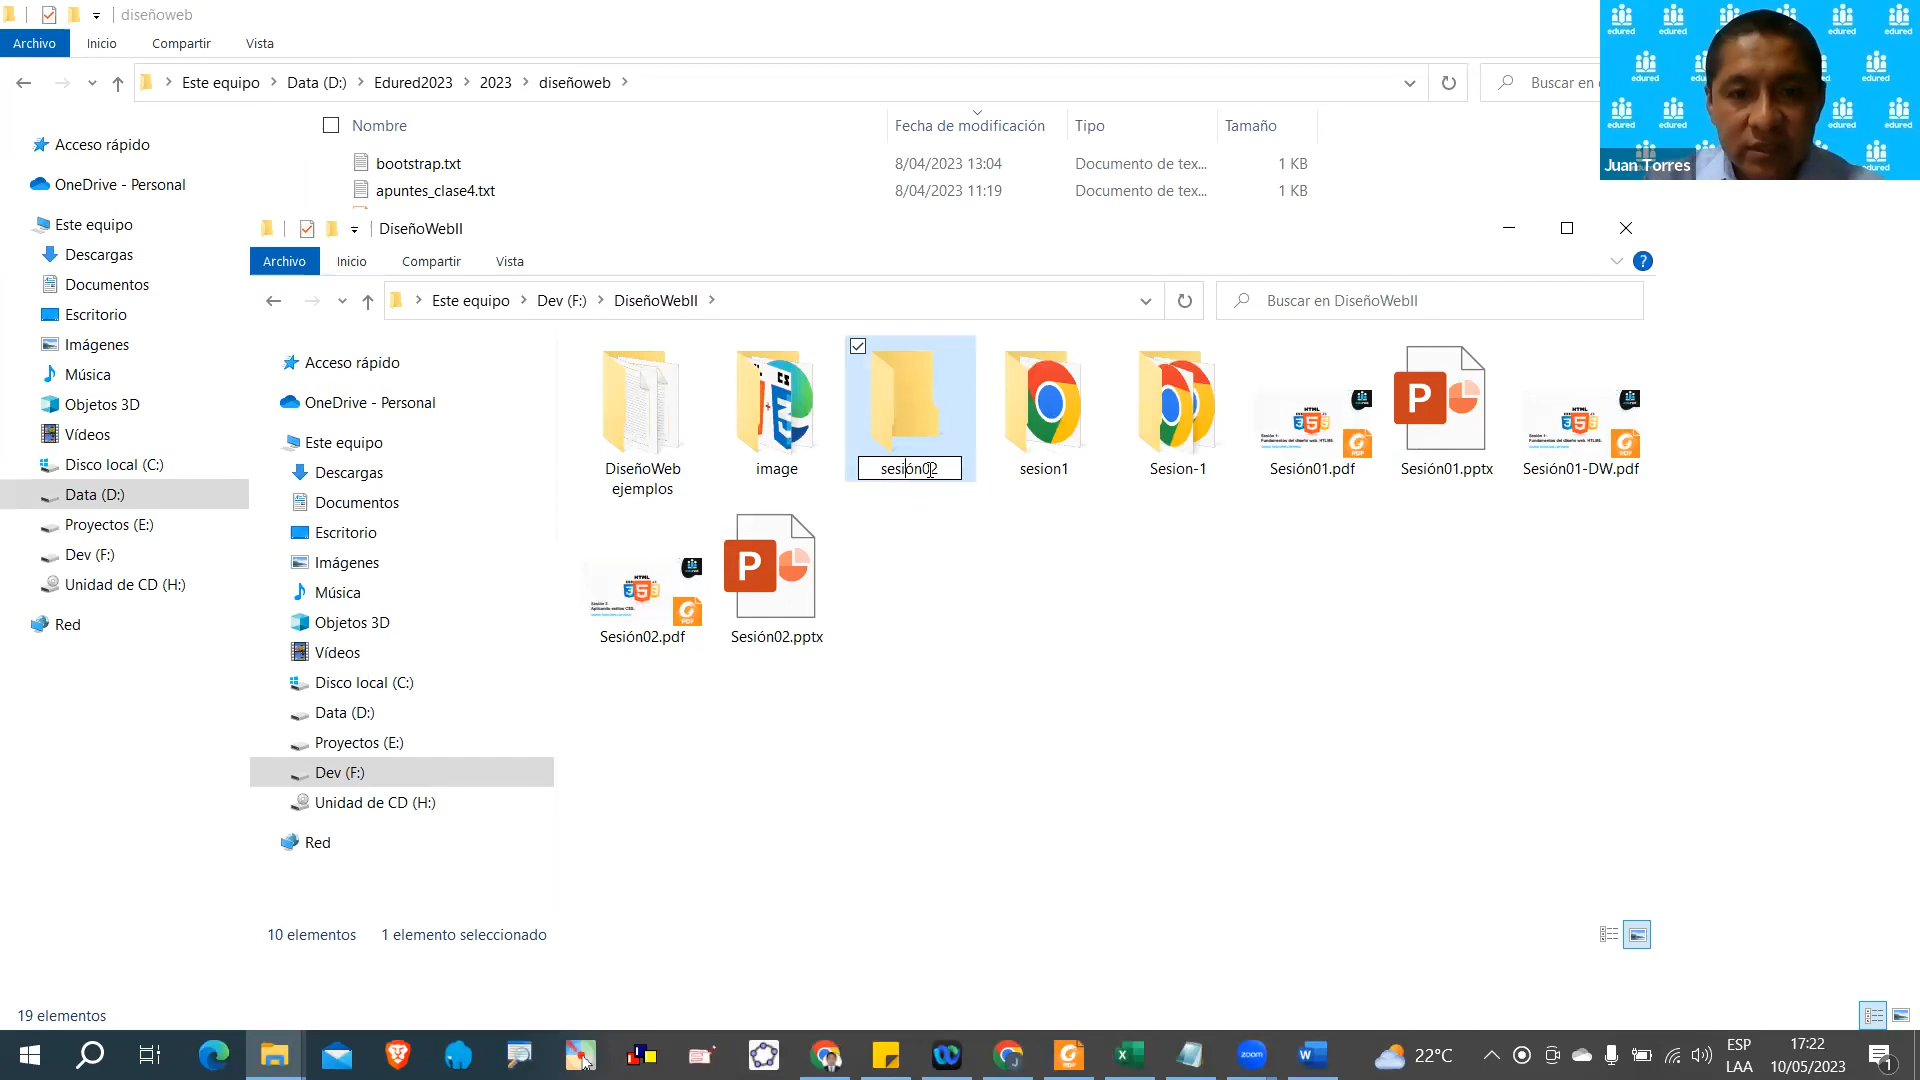 diseñoweb
Archivo Inicio Compartir Vista
Este equipo Data (D:) Edured2023 2023 diseñoweb
Buscar en
Nombre Fecha de modificación Tipo Tamaño
bootstrap.txt 8/04/2023 13:04 Documento de tex... 1 KB
apuntes_clase4.txt 8/04/2023 11:19 Documento de tex... 1 KB
Acceso rápido
OneDrive - Personal
Este equipo
Descargas
Documentos
Escritorio
Imágenes
Música
Objetos 3D
Vídeos
Disco local (C:)
Data (D:)
Proyectos (E:)
Dev (F:)
Unidad de CD (H:)
Red
19 elementos
DiseñoWebII
Archivo Inicio Compartir Vista
Este equipo Dev (F:) DiseñoWebII
Buscar en DiseñoWebII
Acceso rápido
OneDrive - Personal
Este equipo
Descargas
Documentos
Escritorio
Imágenes
Música
Objetos 3D
Vídeos
Disco local (C:)
Data (D:)
Proyectos (E:)
Dev (F:)
Unidad de CD (H:)
Red
DiseñoWeb ejemplos
image
sesión02
sesion1
Sesion-1
Sesión01.pdf
Sesión01.pptx
Sesión01-DW.pdf
Sesión02.pdf
Sesión02.pptx
10 elementos 1 elemento seleccionado
edured
Juan Torres
zoom
22°C
ESP
LAA
17:22
10/05/2023
1